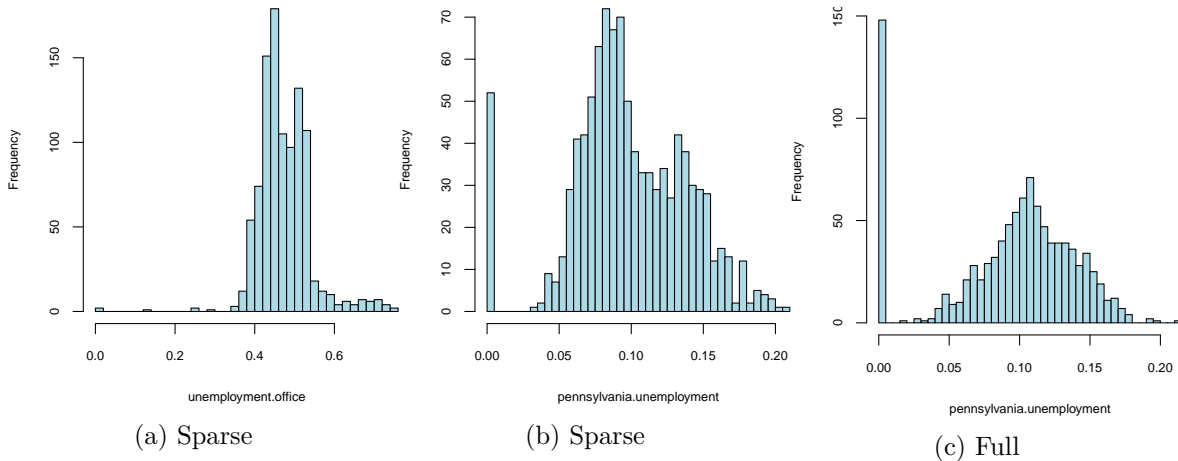 Frequency
0 50 100 150
0.0 0.2 0.4 0.6
unemployment.office
(a) Sparse
Frequency
0 10 20 30 40 50 60 70
0.00 0.05 0.10 0.15 0.20
pennsylvania.unemployment
(b) Sparse
Frequency
0 50 100 150
0.00 0.05 0.10 0.15 0.20
pennsylvania.unemployment
(c) Full